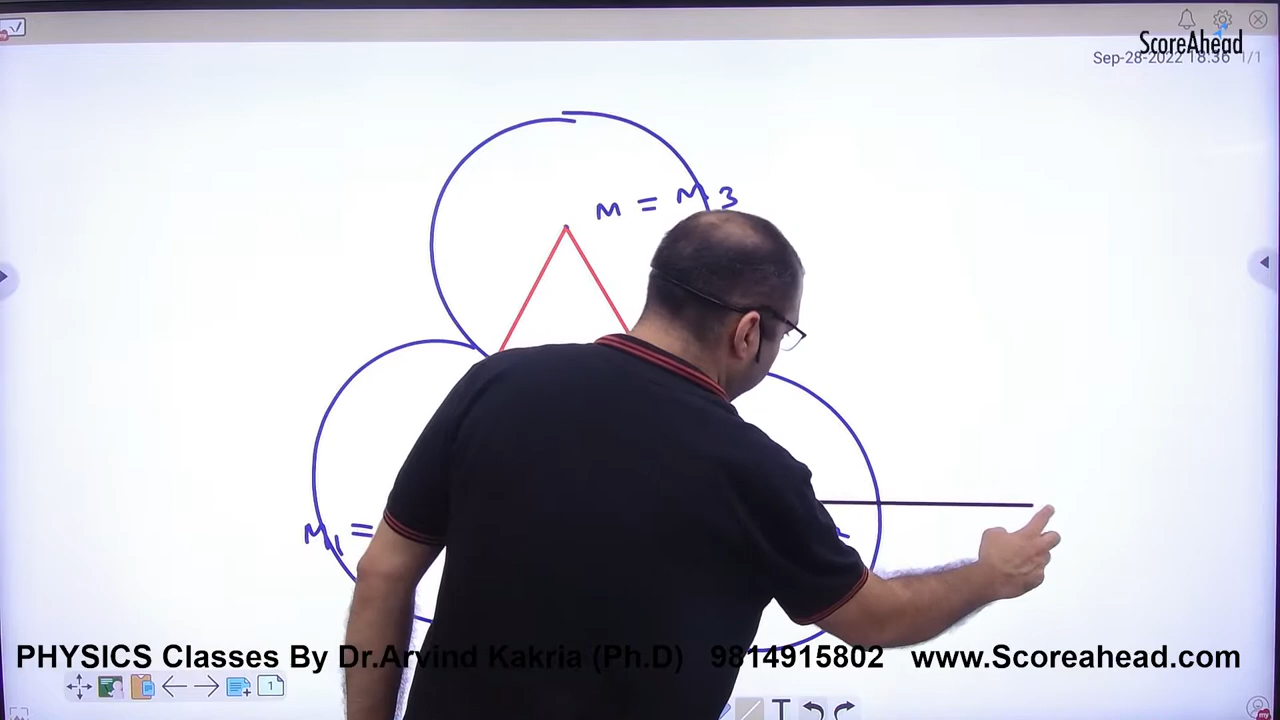 ScoreAhead
Sep-28-2022 18:36 1/1
M = M3
M1 =
PHYSICS Classes By Dr.Arvind Kakria (Ph.D) 9814915802 www.Scoreahead.com
1
T